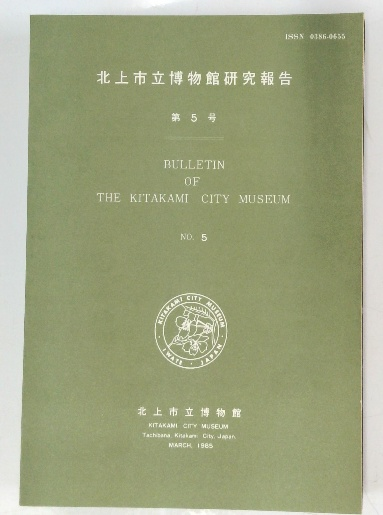 ISSN 0386-0655
北上市立博物館研究報告
第 5 号
BULLETIN
OF
THE KITAKAMI CITY MUSEUM
NO. 5
KITAKAMI CITY MUSEUM
IWATE・JAPAN
北上市立博物館
KITAKAMI CITY MUSEUM
Tachibana, Kitakami City, Japan.
MARCH, 1985